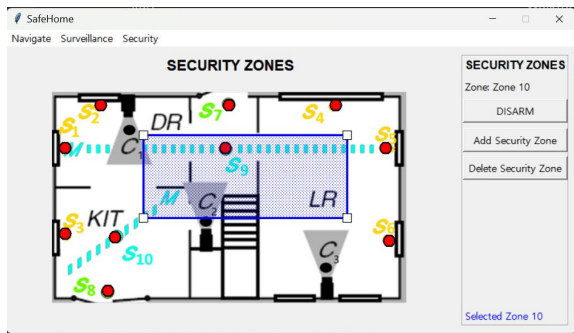 SafeHome
Navigate Surveillance Security
SECURITY ZONES
SECURITY ZONES
Zone: Zone 10
DISARM
Add Security Zone
Delete Security Zone
Selected Zone 10
S2
S7
S4
S1
DR
M
C1
S5
S9
M
C2
LR
S3
KIT
S6
S10
C3
S8